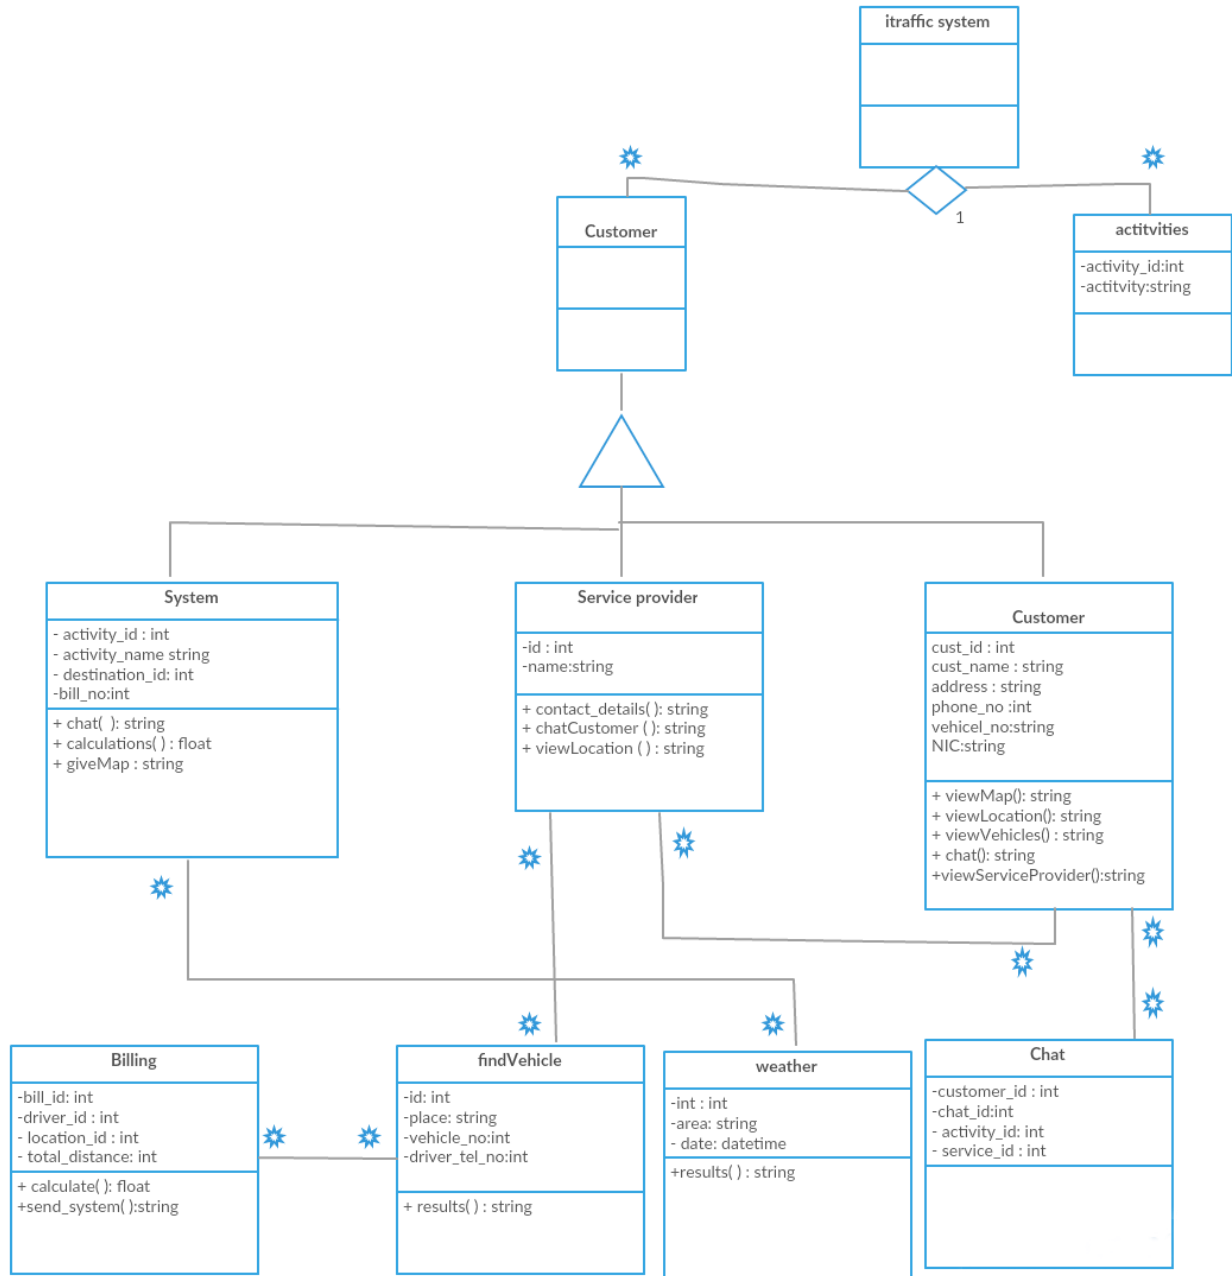 itraffic system
1
Customer
actitvities
-activity_id:int
-actitvity:string
System
- activity_id : int
- activity_name string
- destination_id: int
-bill_no:int
+ chat( ): string
+ calculations( ) : float
+ giveMap : string
Service provider
-id : int
-name:string
+ contact_details( ): string
+ chatCustomer ( ): string
+ viewLocation ( ) : string
Customer
cust_id : int
cust_name : string
address : string
phone_no :int
vehicel_no:string
NIC:string
+ viewMap(): string
+ viewLocation(): string
+ viewVehicles() : string
+ chat(): string
+viewServiceProvider():string
Billing
-bill_id: int
-driver_id : int
- location_id : int
- total_distance: int
+ calculate( ): float
+send_system( ):string
findVehicle
-id: int
-place: string
-vehicle_no:int
-driver_tel_no:int
+ results( ) : string
weather
-int : int
-area: string
- date: datetime
+results( ) : string
Chat
-customer_id : int
-chat_id:int
- activity_id: int
- service_id : int